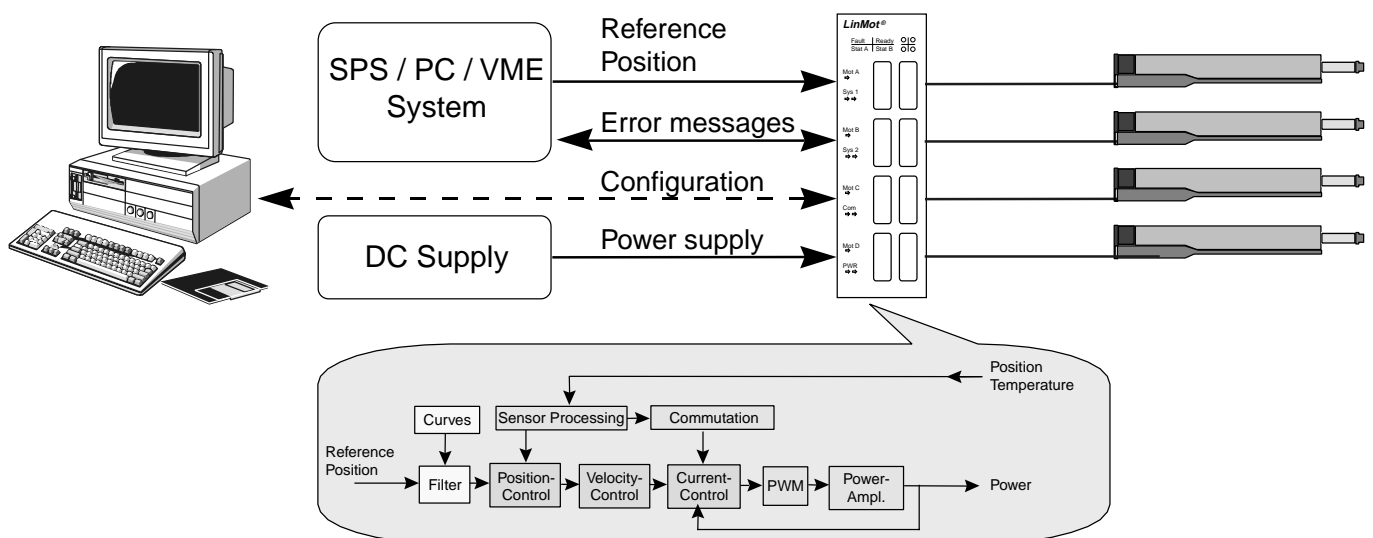 SPS / PC / VME
System
Reference
Position
Error messages
Configuration
DC Supply
Power supply
LinMot®
Fault Ready
Stat A Stat B
Mot A
Sys 1
Mot B
Sys 2
Mot C
Com
Mot D
PWR
Position
Temperature
Curves
Sensor Processing
Commutation
Reference
Position
Filter
Position-
Control
Velocity-
Control
Current-
Control
PWM
Power-
Ampl.
Power